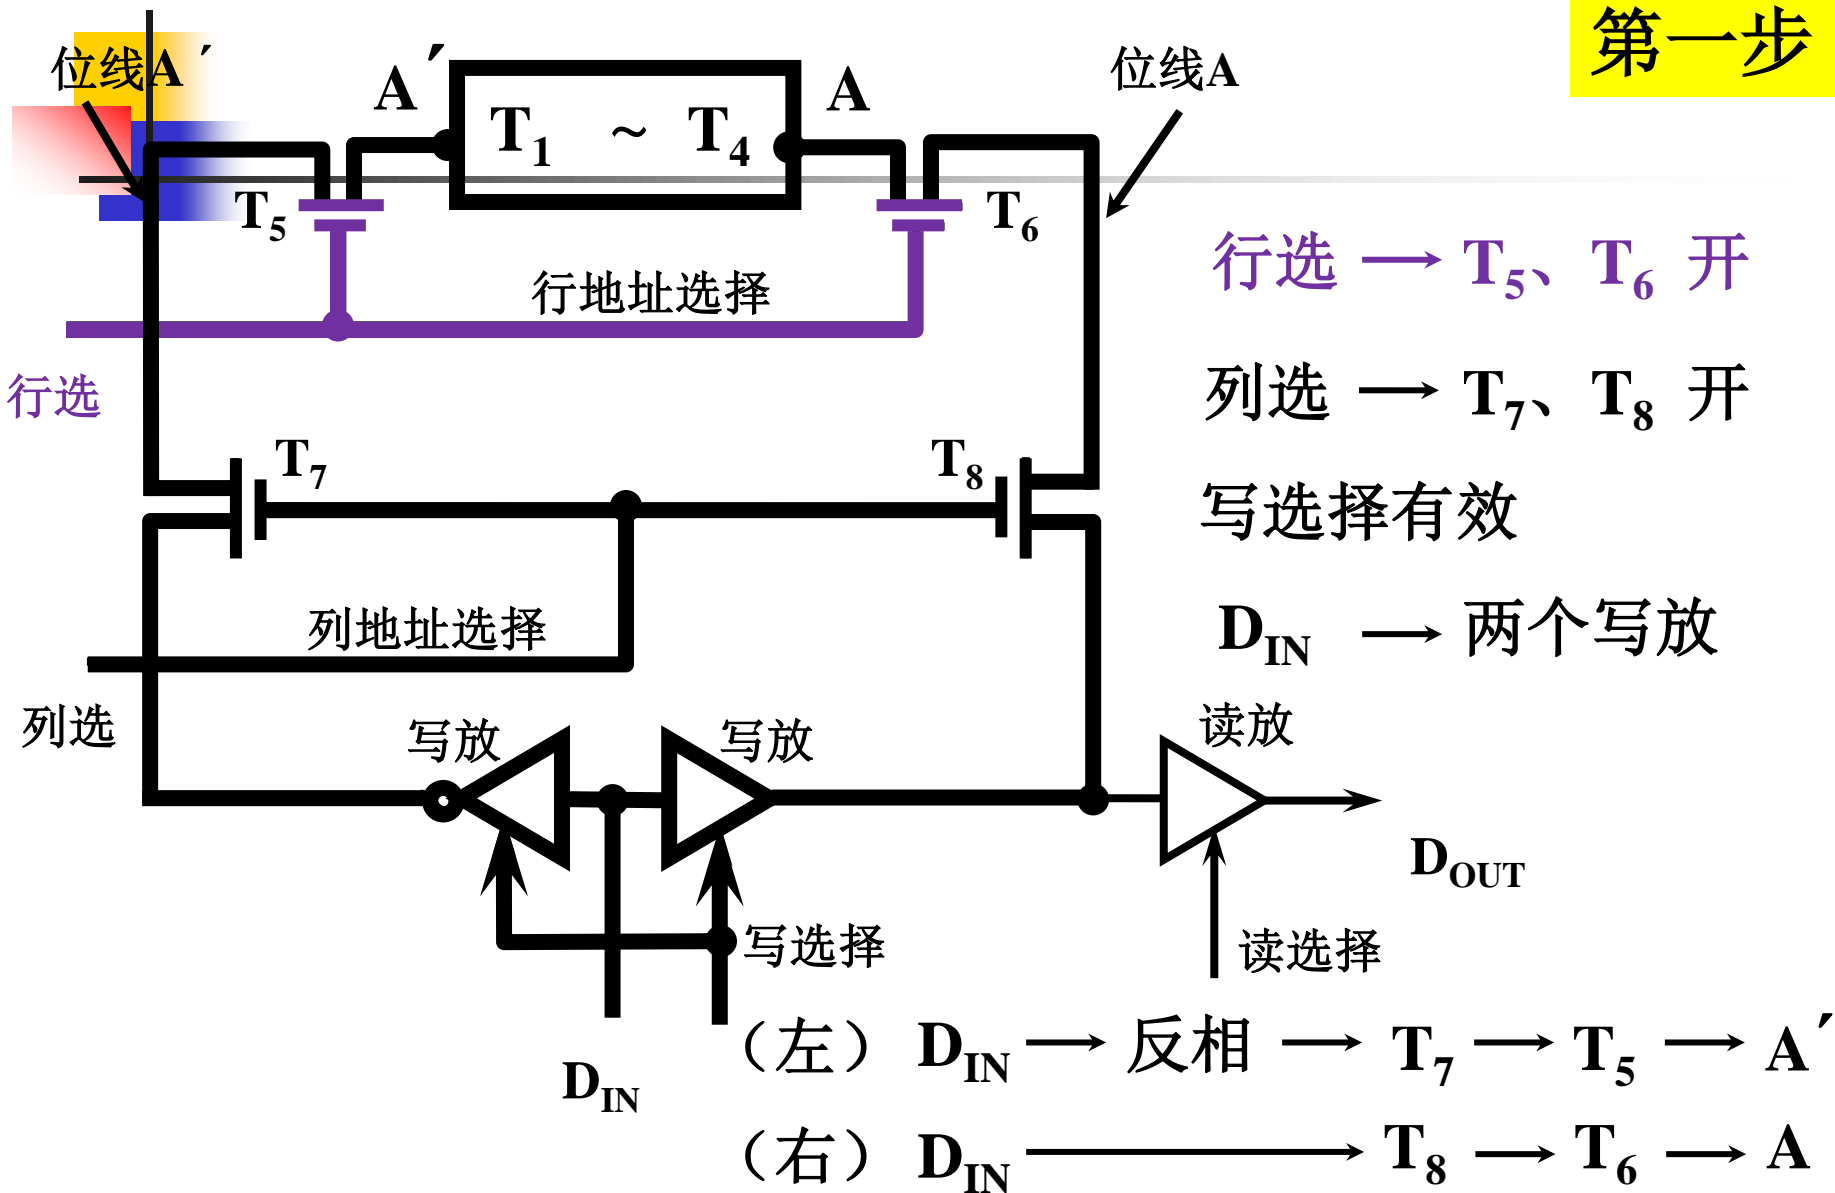 第一步
位线A′
A′
T1 ~ T4
A
位线A
T5
T6
行地址选择
行选
行选 → T5、T6 开
列选 → T7、T8 开
T7
T8
写选择有效
DIN → 两个写放
列地址选择
列选
写放
写放
读放
DOUT
写选择
读选择
DIN
（左）DIN → 反相 → T7 → T5 → A′
（右）DIN → T8 → T6 → A